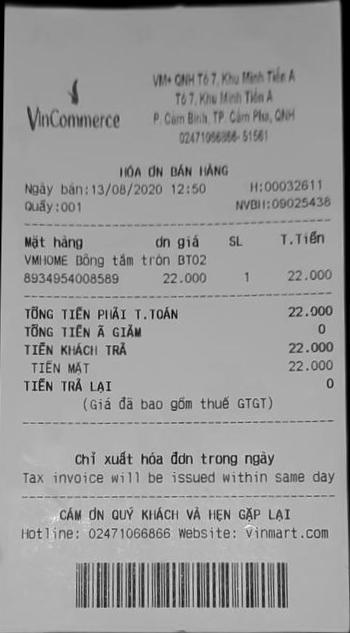 VinCommerce
VM+ QNH Tổ 7, Khu Minh Tiến A
Tổ 7, Khu Minh Tiến A
P. Cẩm Bình, TP. Cẩm Phả, QNH
02471066866-51561
HÓA ƠN BÁN HÀNG
Ngày bán:13/08/2020 12:50 H:00032611
Quầy:001 NVBH:09025438
Mặt hàng ơn giá SL T.Tiền
VMHOME Bông tắm tròn BT02
8934954008589 22.000 1 22.000
TỔNG TIỀN PHẢI T.TOÁN 22.000
TỔNG TIỀN Ã GIẢM 0
TIỀN KHÁCH TRẢ 22.000
TIỀN MẶT 22.000
TIỀN TRẢ LẠI 0
(Giá đã bao gồm thuế GTGT)
Chỉ xuất hóa đơn trong ngày
Tax invoice will be issued within same day
CẢM ƠN QUÝ KHÁCH VÀ HẸN GẶP LẠI
Hotline: 02471066866 Website: Vinmart.com